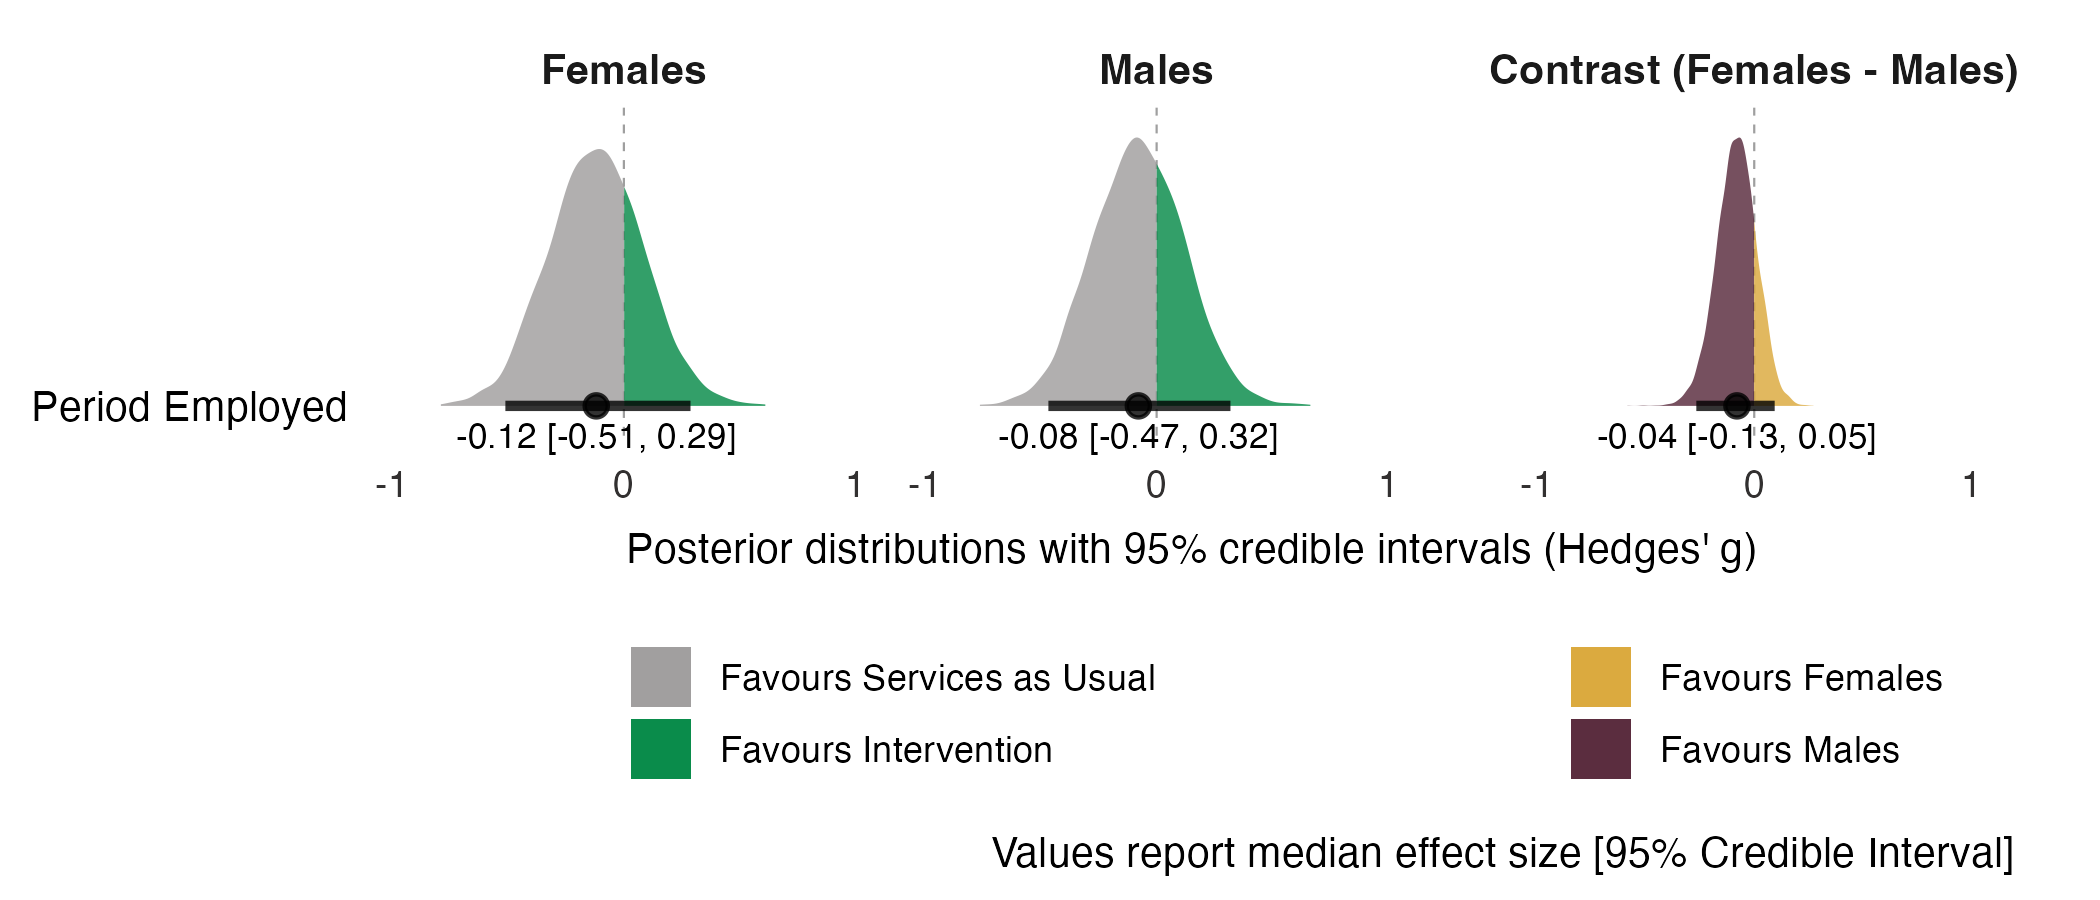 Females Males Contrast (Females - Males)
Period Employed
-0.12 [-0.51, 0.29] -0.08 [-0.47, 0.32] -0.04 [-0.13, 0.05]
-1 0 1 -1 0 1 -1 0 1
Posterior distributions with 95% credible intervals (Hedges' g)
Favours Services as Usual Favours Females
Favours Intervention Favours Males
Values report median effect size [95% Credible Interval]